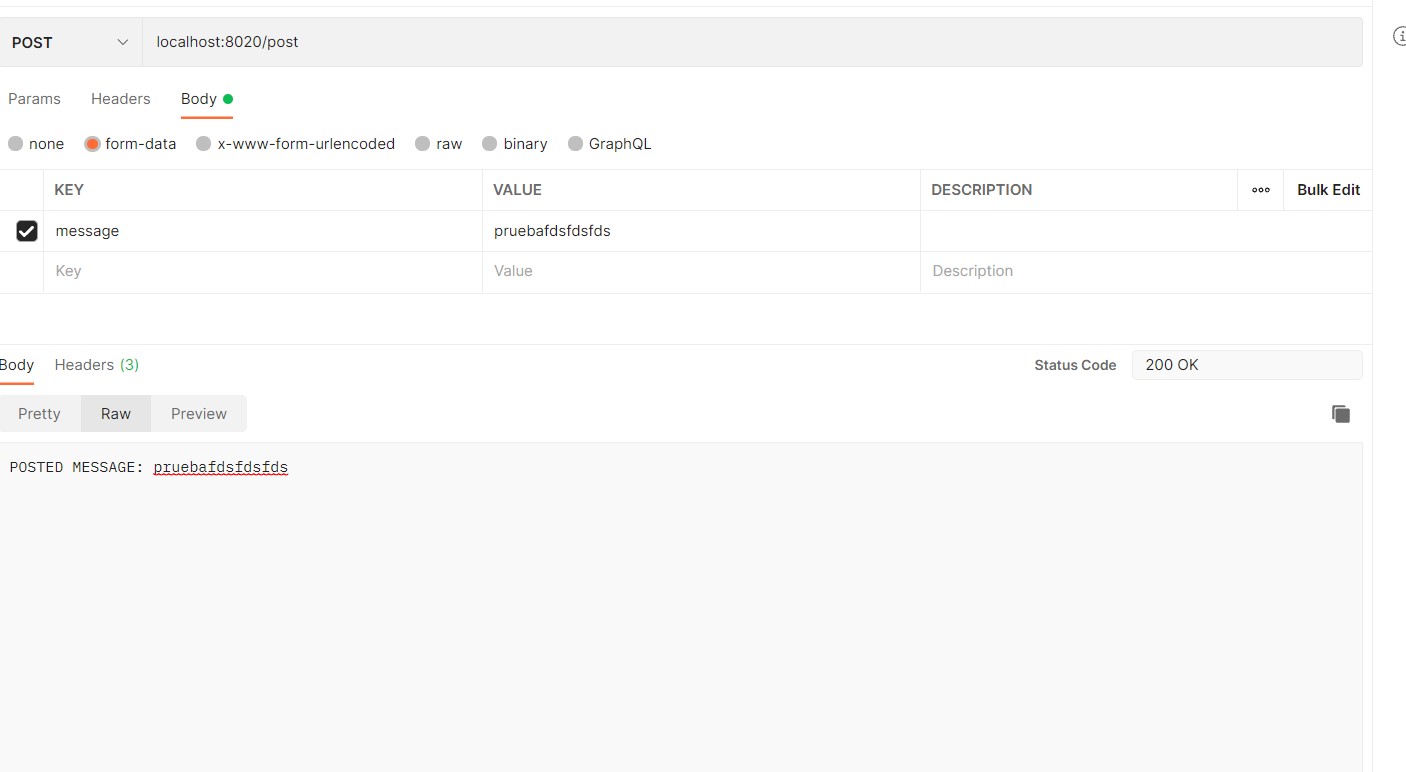 POST localhost:8020/post
Params Headers Body
none form-data x-www-form-urlencoded raw binary GraphQL
KEY VALUE DESCRIPTION Bulk Edit
message pruebafdsfdsfds
Key Value Description
Body Headers (3) Status Code 200 OK
Pretty Raw Preview
POSTED MESSAGE: pruebafdsfdsfds